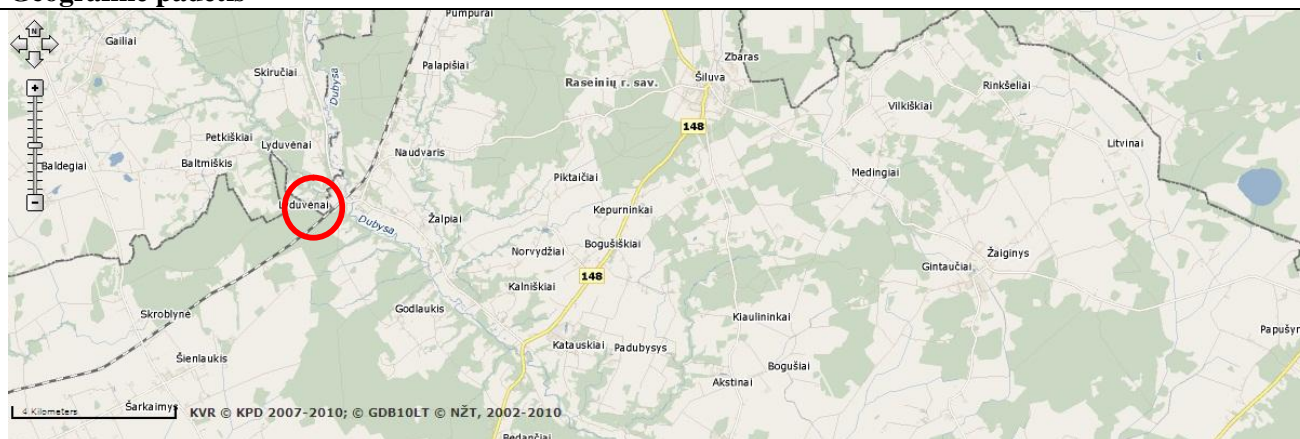 Geografinė padėtis
Pumpurai
Gailiai
N
Zbaras
Palapišiai
Skiručiai
Šiluva
Raseinių r. sav.
Rinkšeliai
Dubysa
Vilkiškiai
148
Petkiškiai
Lyduvėnai
Litvinai
Naudvaris
Baldegiai
Baltmiškis
Medingiai
Piktaičiai
Lyduvėnai
Kepurninkai
Žalpiai
Dubysa
Bogušiškiai
Norvydžiai
Žaiginys
Gintaučiai
148
Kalniškiai
Godlaukis
Skroblynė
Klaulininkai
Papušyn
Katauskiai
Padubysys
Šienlaukis
Bogušiai
Akstinai
4 Kilometers
Šarkaimys
KVR © KPD 2007-2010; © GDB10LT © NŽT, 2002-2010
Bedančiai